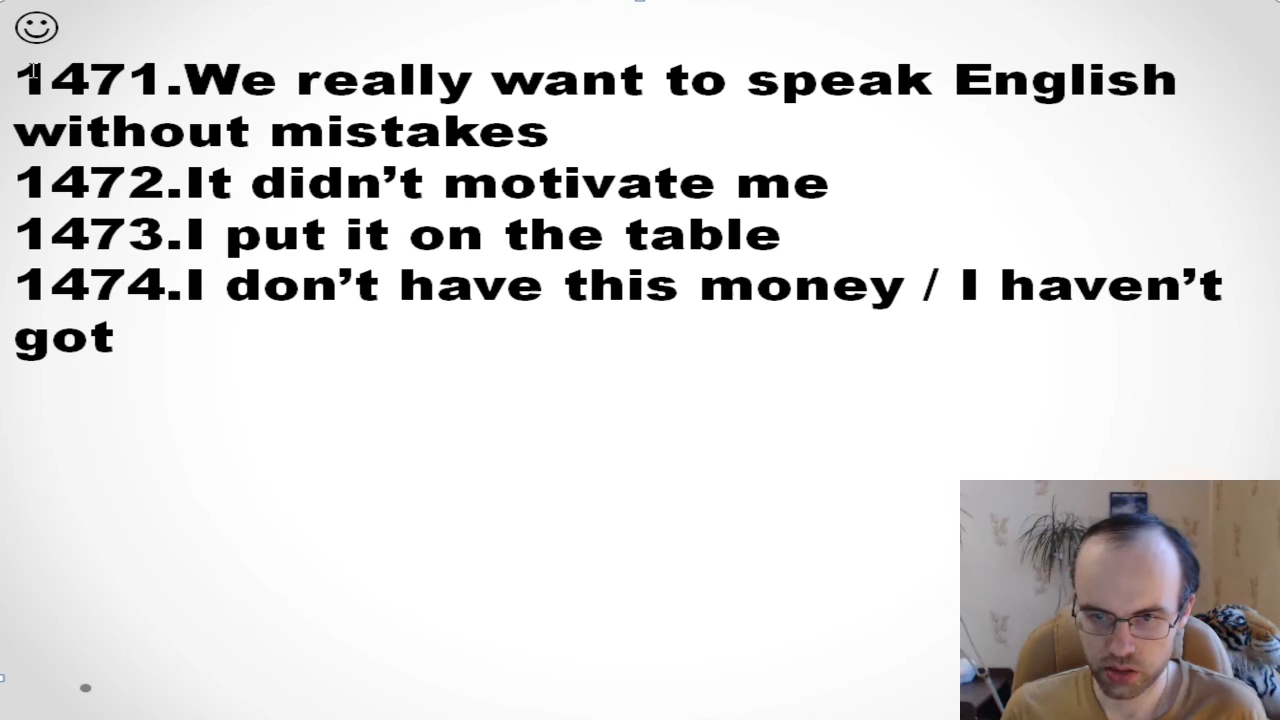 1471.We really want to speak English
without mistakes
1472.It didn’t motivate me
1473.I put it on the table
1474.I don’t have this money / I haven’t
got